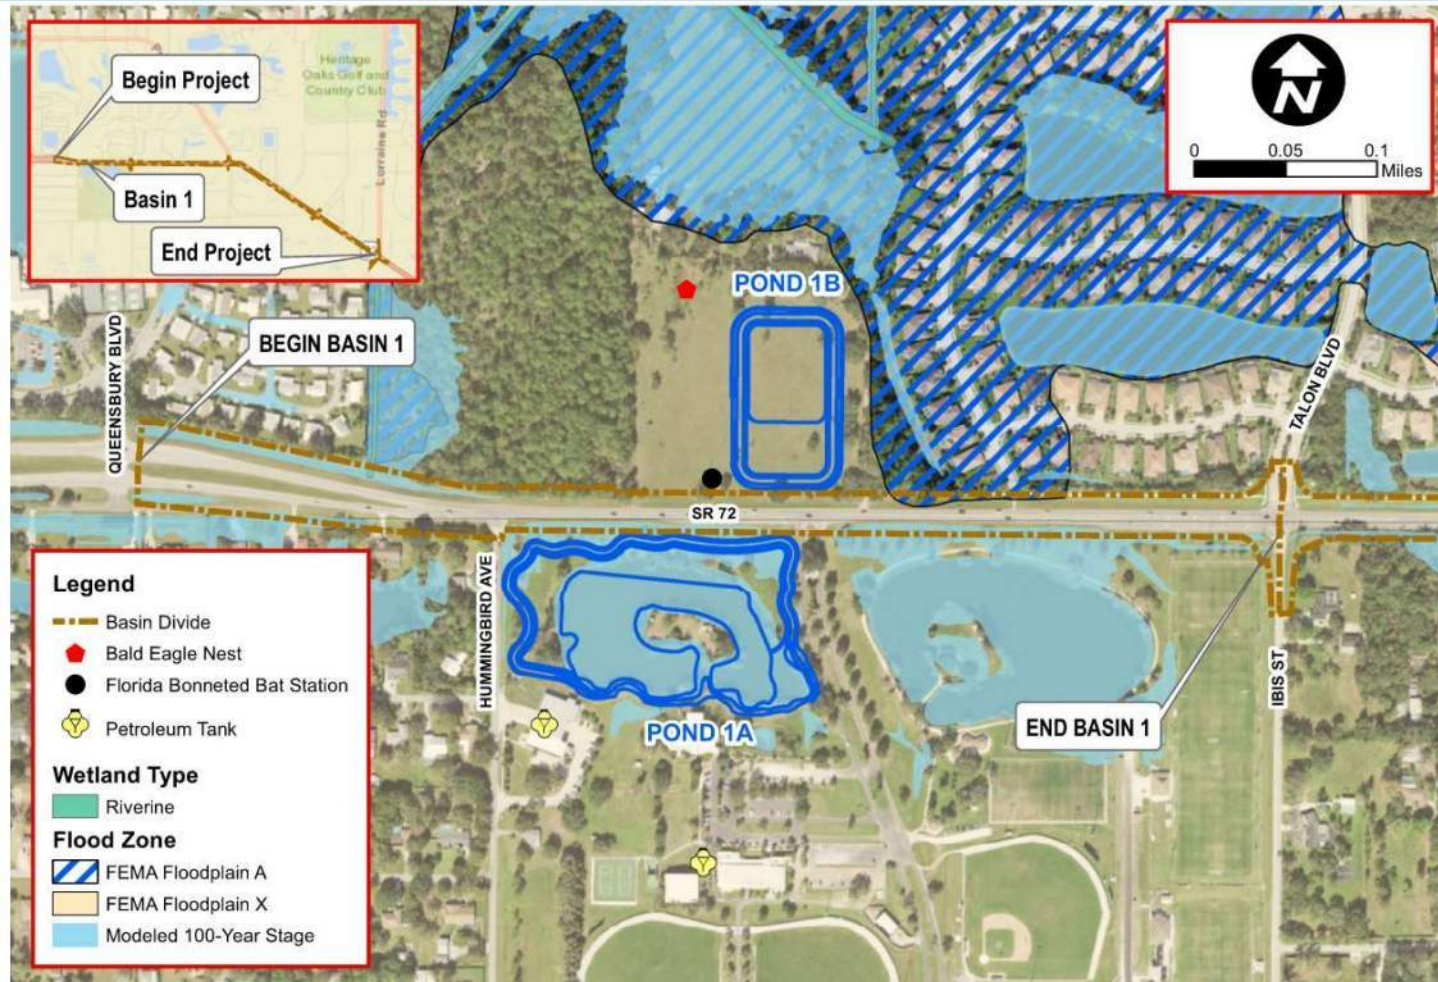 Begin Project
Heritage
Oaks Golf and
Country Club
Lorraine Rd
Basin 1
End Project
N
0 0.05 0.1
Miles
POND 1B
BEGIN BASIN 1
QUEENSBURY BLVD
TALON BLVD
SR 72
HUMMINGBIRD AVE
POND 1A
END BASIN 1
IBIS ST
Legend
Basin Divide
Bald Eagle Nest
Florida Bonneted Bat Station
Petroleum Tank
Wetland Type
Riverine
Flood Zone
FEMA Floodplain A
FEMA Floodplain X
Modeled 100-Year Stage